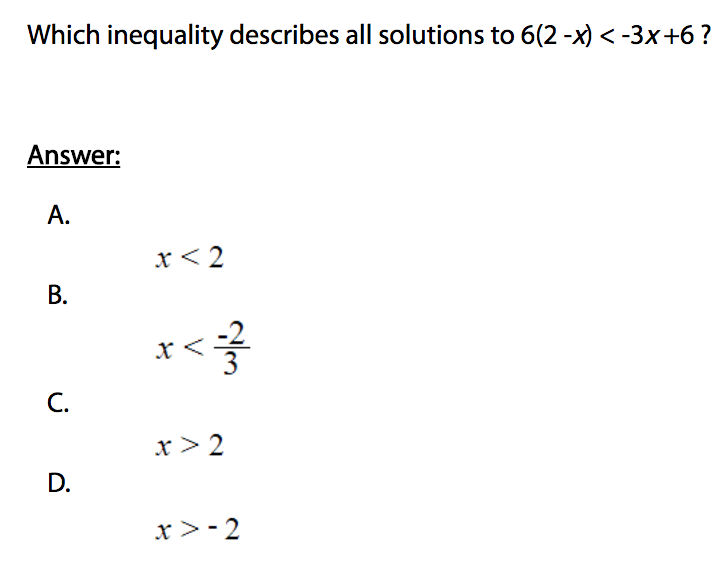 Which inequality describes all solutions to 6(2 -x) < -3x+6 ?
Answer:
A.
x < 2
B.
x < -2/3
C.
x > 2
D.
x > - 2